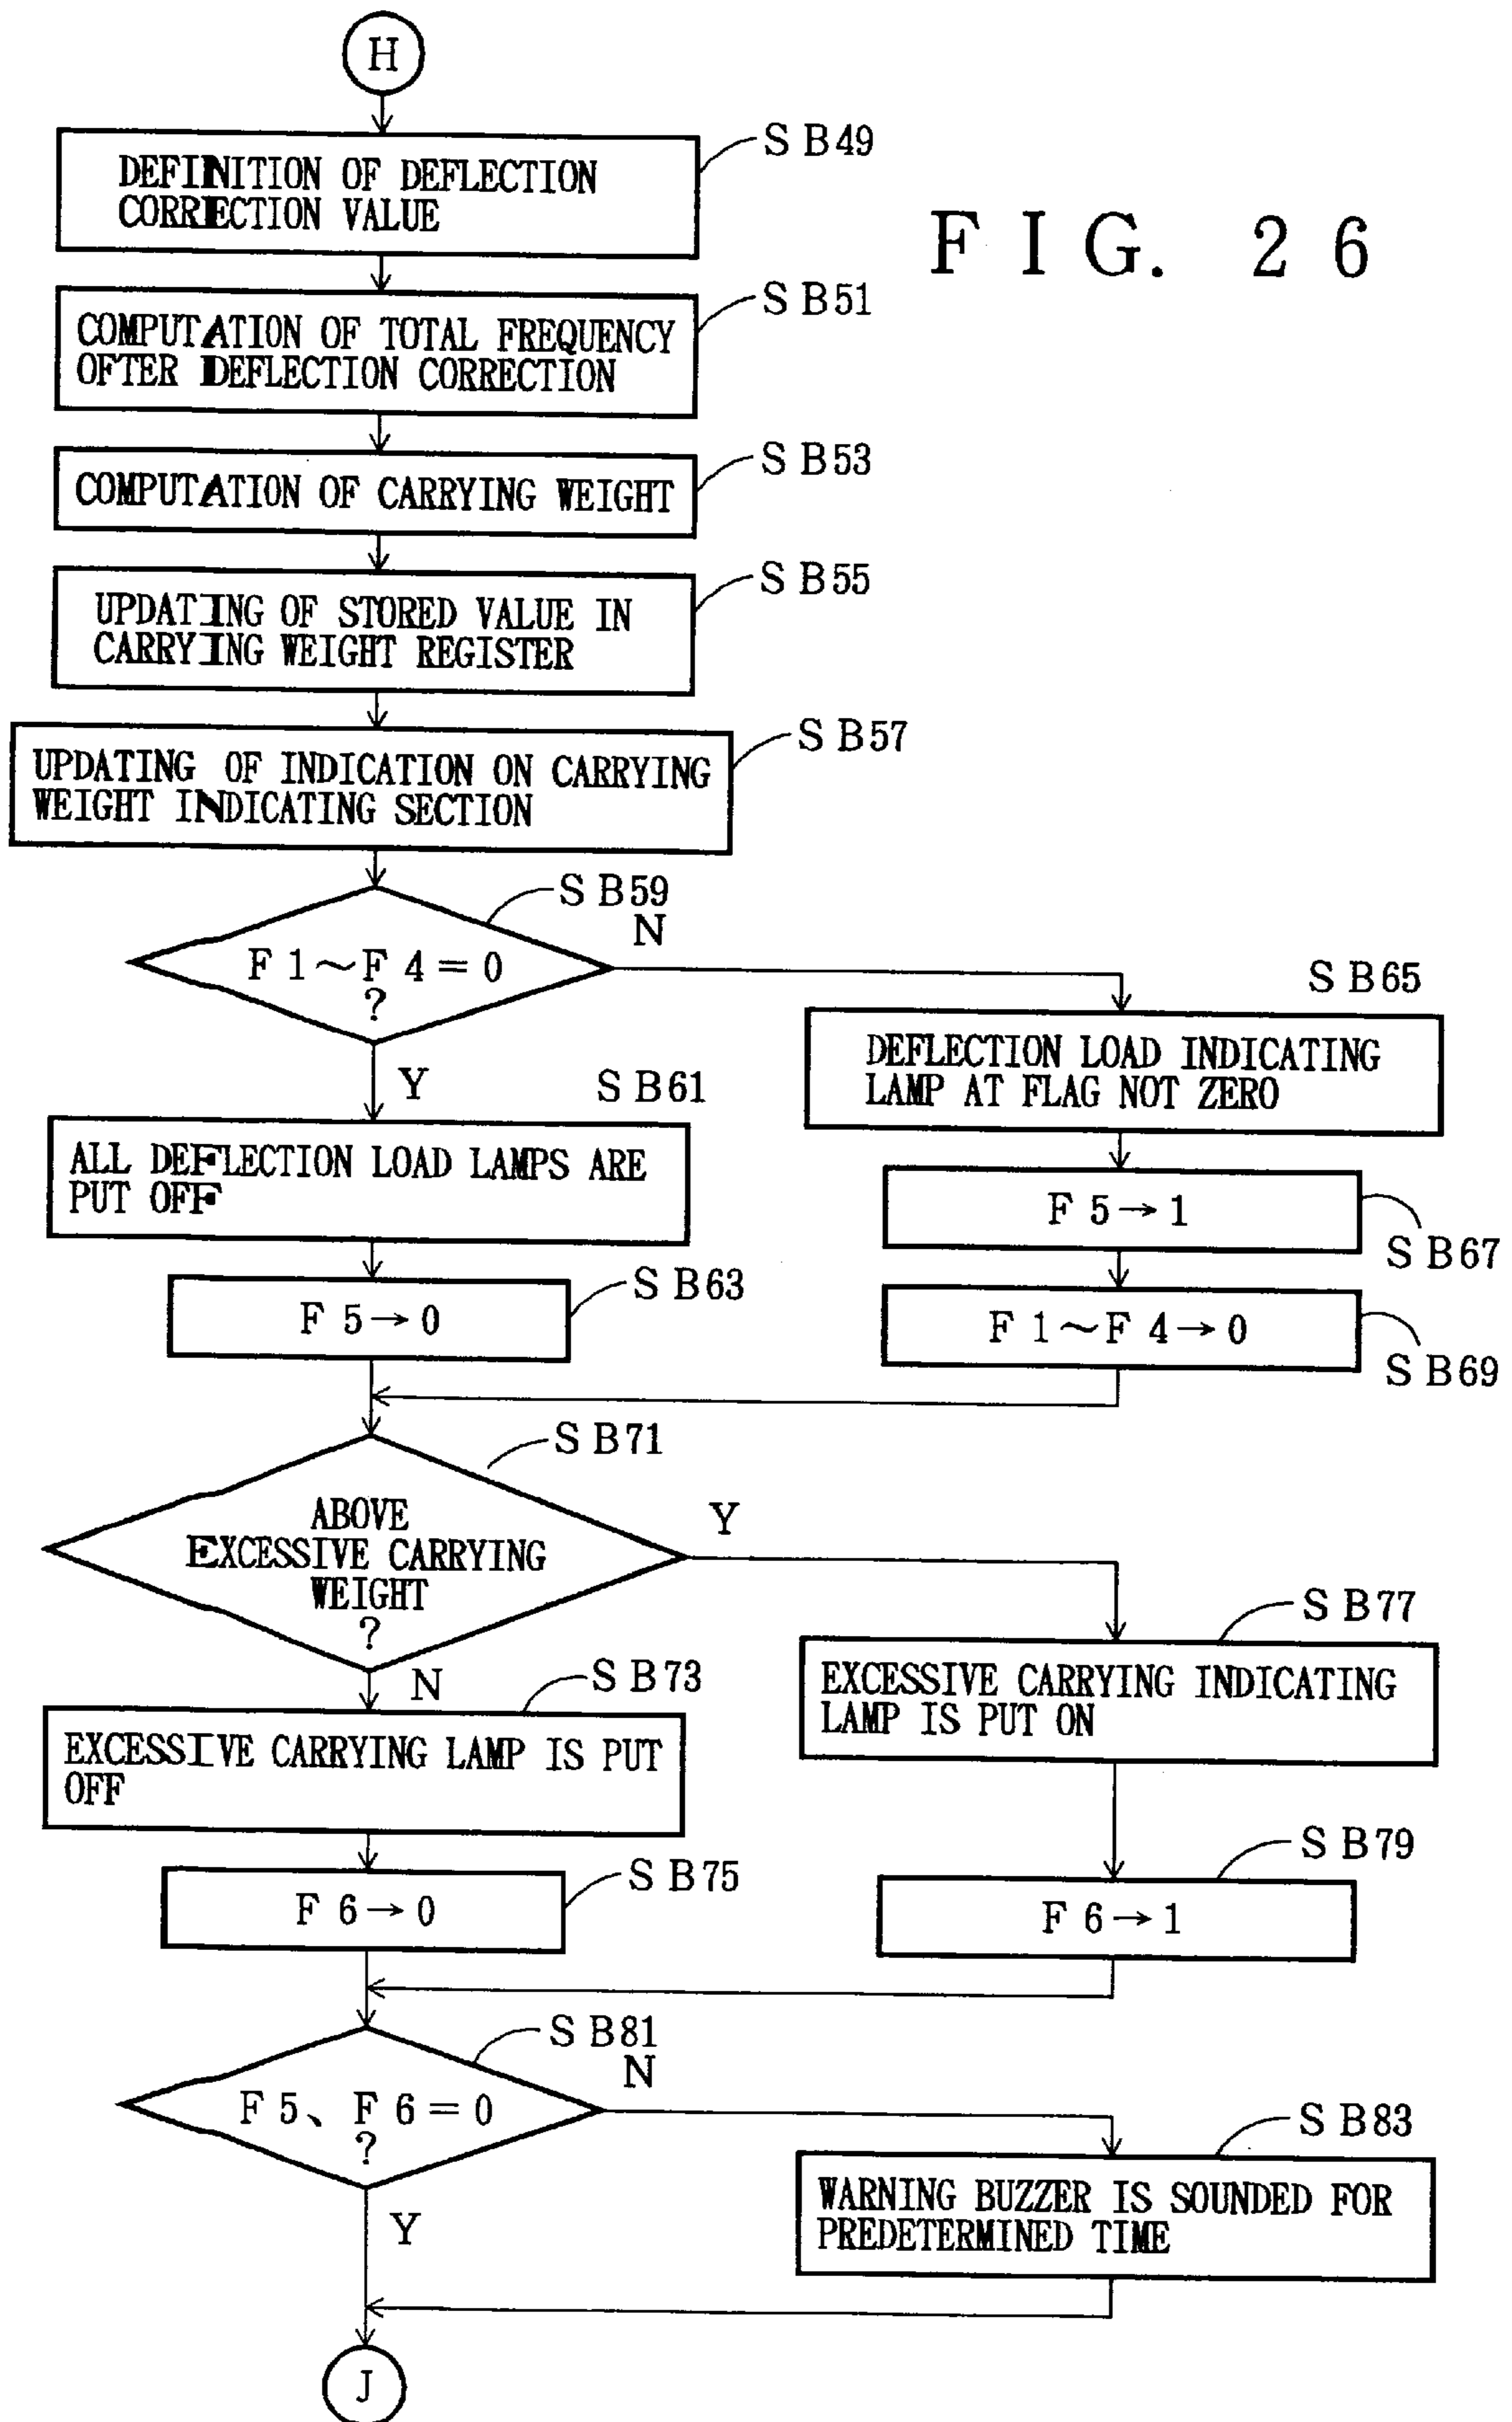 H
S B49
DEFINITION OF DEFLECTION
CORRECTION VALUE
F I G. 2 6
S B51
COMPUTATION OF TOTAL FREQUENCY
OFTER DEFLECTION CORRECTION
S B53
COMPUTATION OF CARRYING WEIGHT
S B55
UPDATING OF STORED VALUE IN
CARRYING WEIGHT REGISTER
S B57
UPDATING OF INDICATION ON CARRYING
WEIGHT INDICATING SECTION
S B59
N
F 1～F 4 = 0
?
Y
S B65
DEFLECTION LOAD INDICATING
LAMP AT FLAG NOT ZERO
S B61
ALL DEFLECTION LOAD LAMPS ARE
PUT OFF
F 5→1
S B67
S B63
F 5→0
F 1～F 4→0
S B69
S B71
ABOVE
EXCESSIVE CARRYING
WEIGHT
?
Y
N
S B77
EXCESSIVE CARRYING INDICATING
LAMP IS PUT ON
S B73
EXCESSIVE CARRYING LAMP IS PUT
OFF
S B79
F 6→1
S B75
F 6→0
S B81
N
F 5、F 6 = 0
?
Y
S B83
WARNING BUZZER IS SOUNDED FOR
PREDETERMINED TIME
J